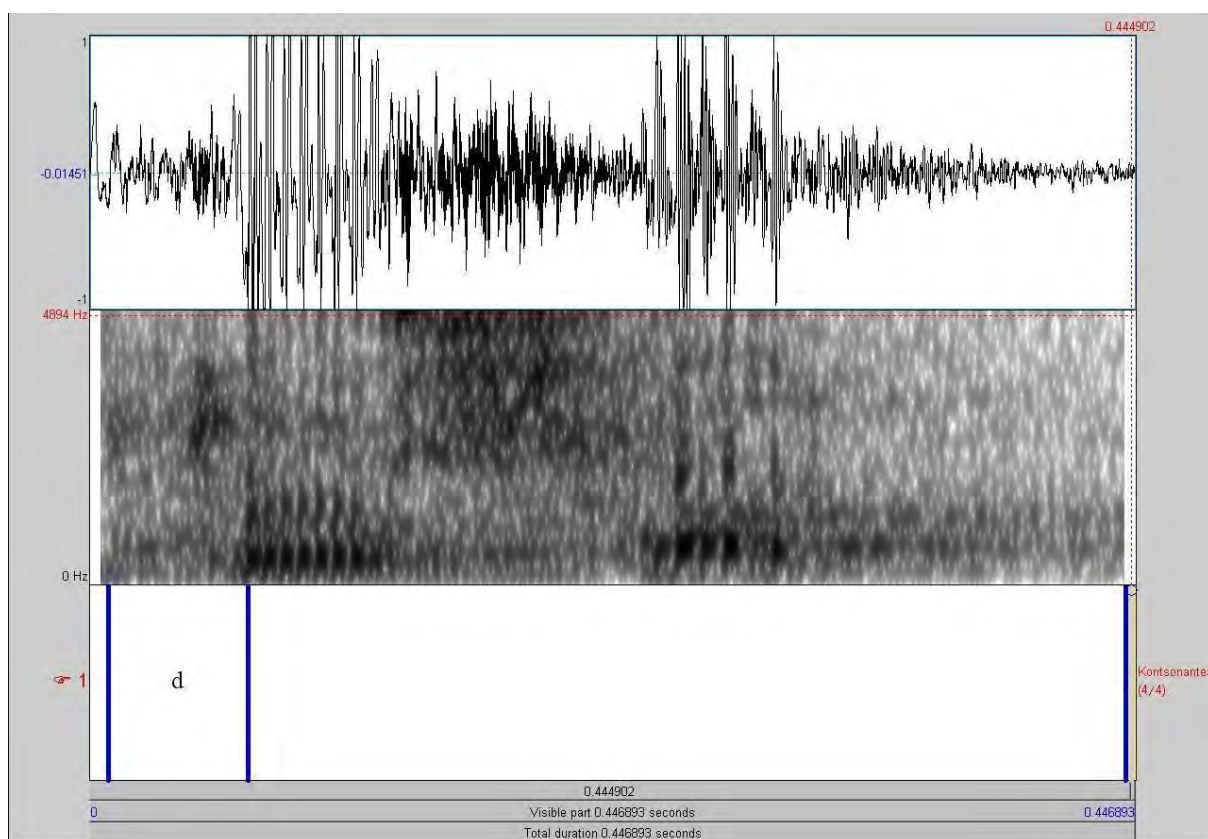 0.444902
1
-0.01451
-1
4894 Hz
0 Hz
d
1
Kontsonante
(4/4)
0.444902
0 Visible part 0.446893 seconds 0.446893
Total duration 0.446893 seconds